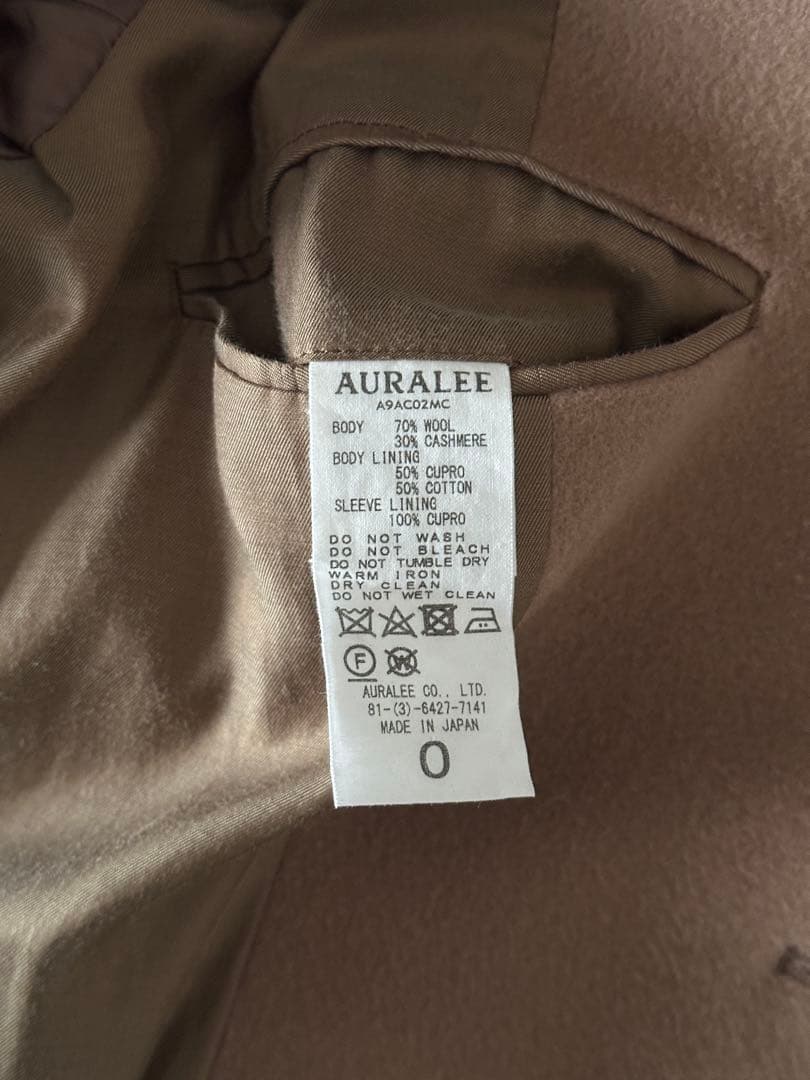 AURALEE
A9AC02MC
BODY 70% WOOL
30% CASHMERE
BODY LINING
50% CUPRO
50% COTTON
SLEEVE LINING
100% CUPRO
DO NOT WASH
DO NOT BLEACH
DO NOT TUMBLE DRY
WARM IRON
DRY CLEAN
DO NOT WET CLEAN
F W
AURALEE CO., LTD.
81-(3)-6427-7141
MADE IN JAPAN
0